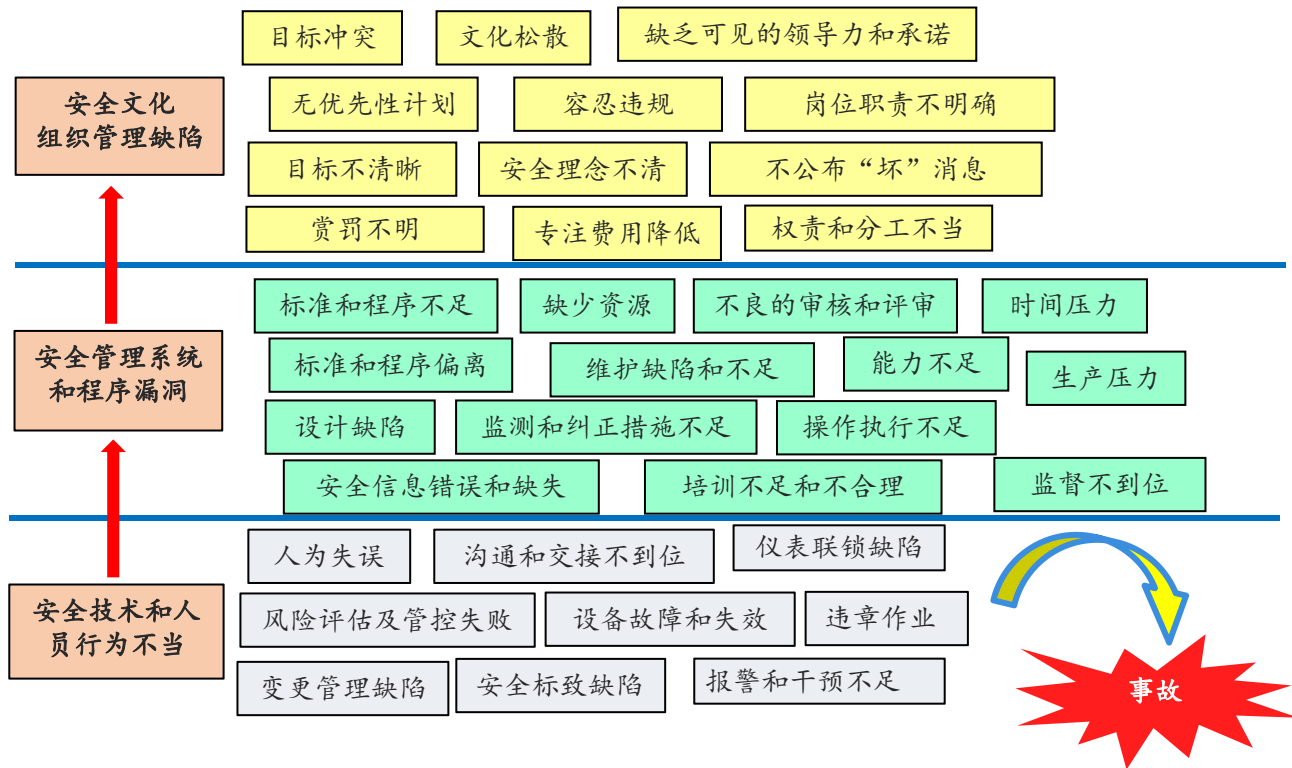 目标冲突
文化松散
缺乏可见的领导力和承诺
安全文化
组织管理缺陷
无优先性计划
容忍违规
岗位职责不明确
目标不清晰
安全理念不清
不公布“坏”消息
赏罚不明
专注费用降低
权责和分工不当
安全管理系统
和程序漏洞
标准和程序不足
缺少资源
不良的审核和评审
时间压力
标准和程序偏离
维护缺陷和不足
能力不足
生产压力
设计缺陷
监测和纠正措施不足
操作执行不足
安全信息错误和缺失
培训不足和不合理
监督不到位
安全技术和人
员行为不当
人为失误
沟通和交接不到位
仪表联锁缺陷
风险评估及管控失败
设备故障和失效
违章作业
变更管理缺陷
安全标致缺陷
报警和干预不足
事故